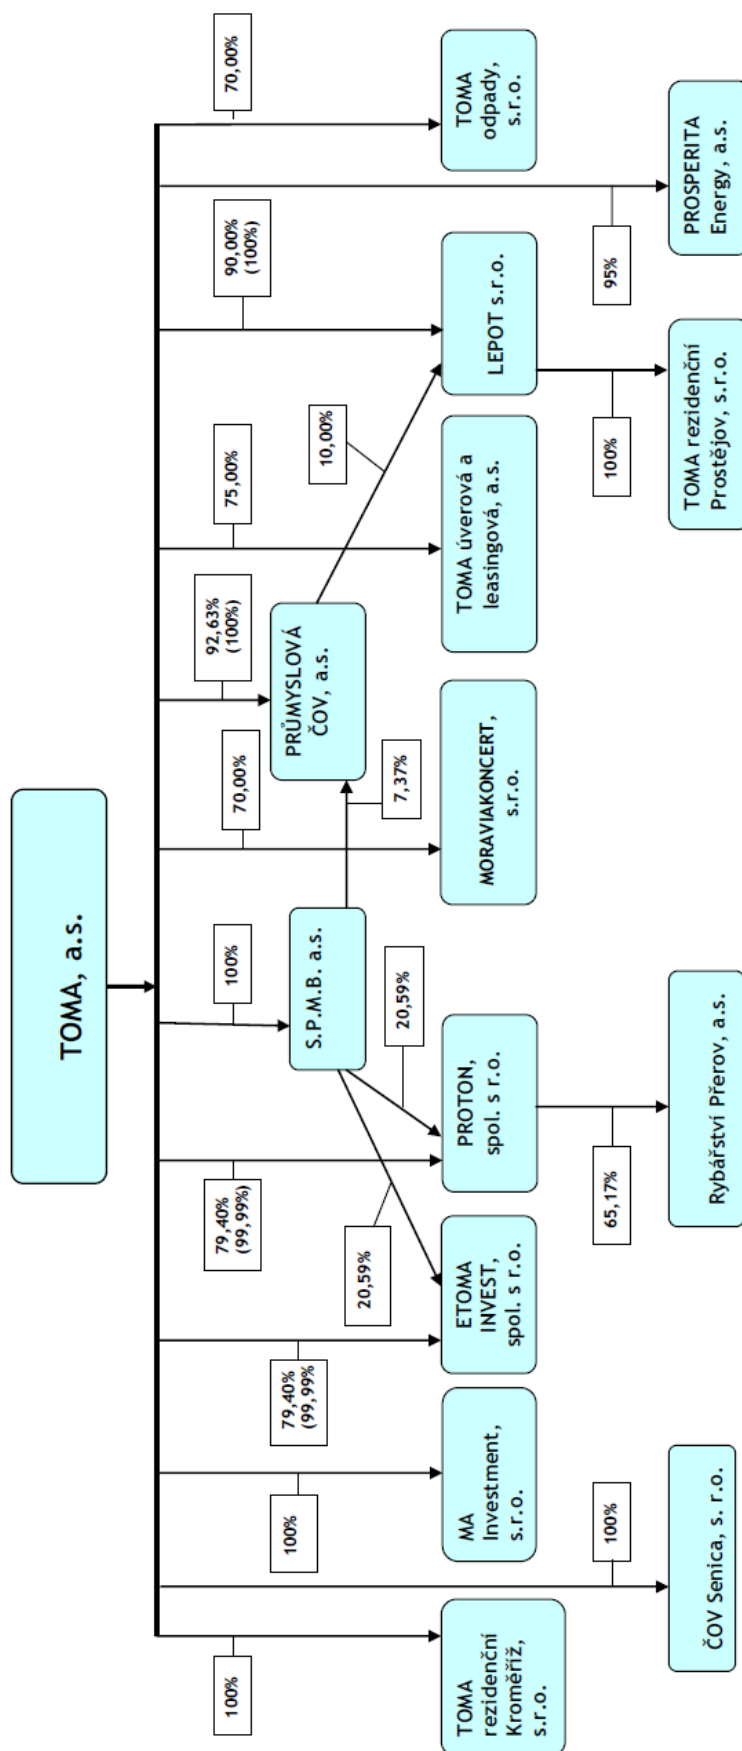 TOMA, a.s.
100%
100%
79,40%
(99,99%
79,40%
(99,99%)
100%
70,00%
92,63%
(100%)
75,00%
90,00%
(100%)
70,00%
S.P.M.B. a.s.
PRŮMYSLOVÁ
ČOV, a.s.
20,59%
20,59%
7,37%
10,00%
TOMA
rezidenční
Kroměříž,
s.r.o.
MA
Investment,
s.r.o.
ETOMA
INVEST,
spol. s r.o.
PROTON,
spol. s r.o.
MORAVIAKONCERT,
s.r.o.
TOMA úverová a
leasingová, a.s.
LEPOT s.r.o.
TOMA
odpady,
s.r.o.
100%
65,17%
100%
95%
ČOV Senica, s. r.o.
Rybářství Přerov, a.s.
TOMA rezidenční
Prostějov, s.r.o.
PROSPERITA
Energy, a.s.